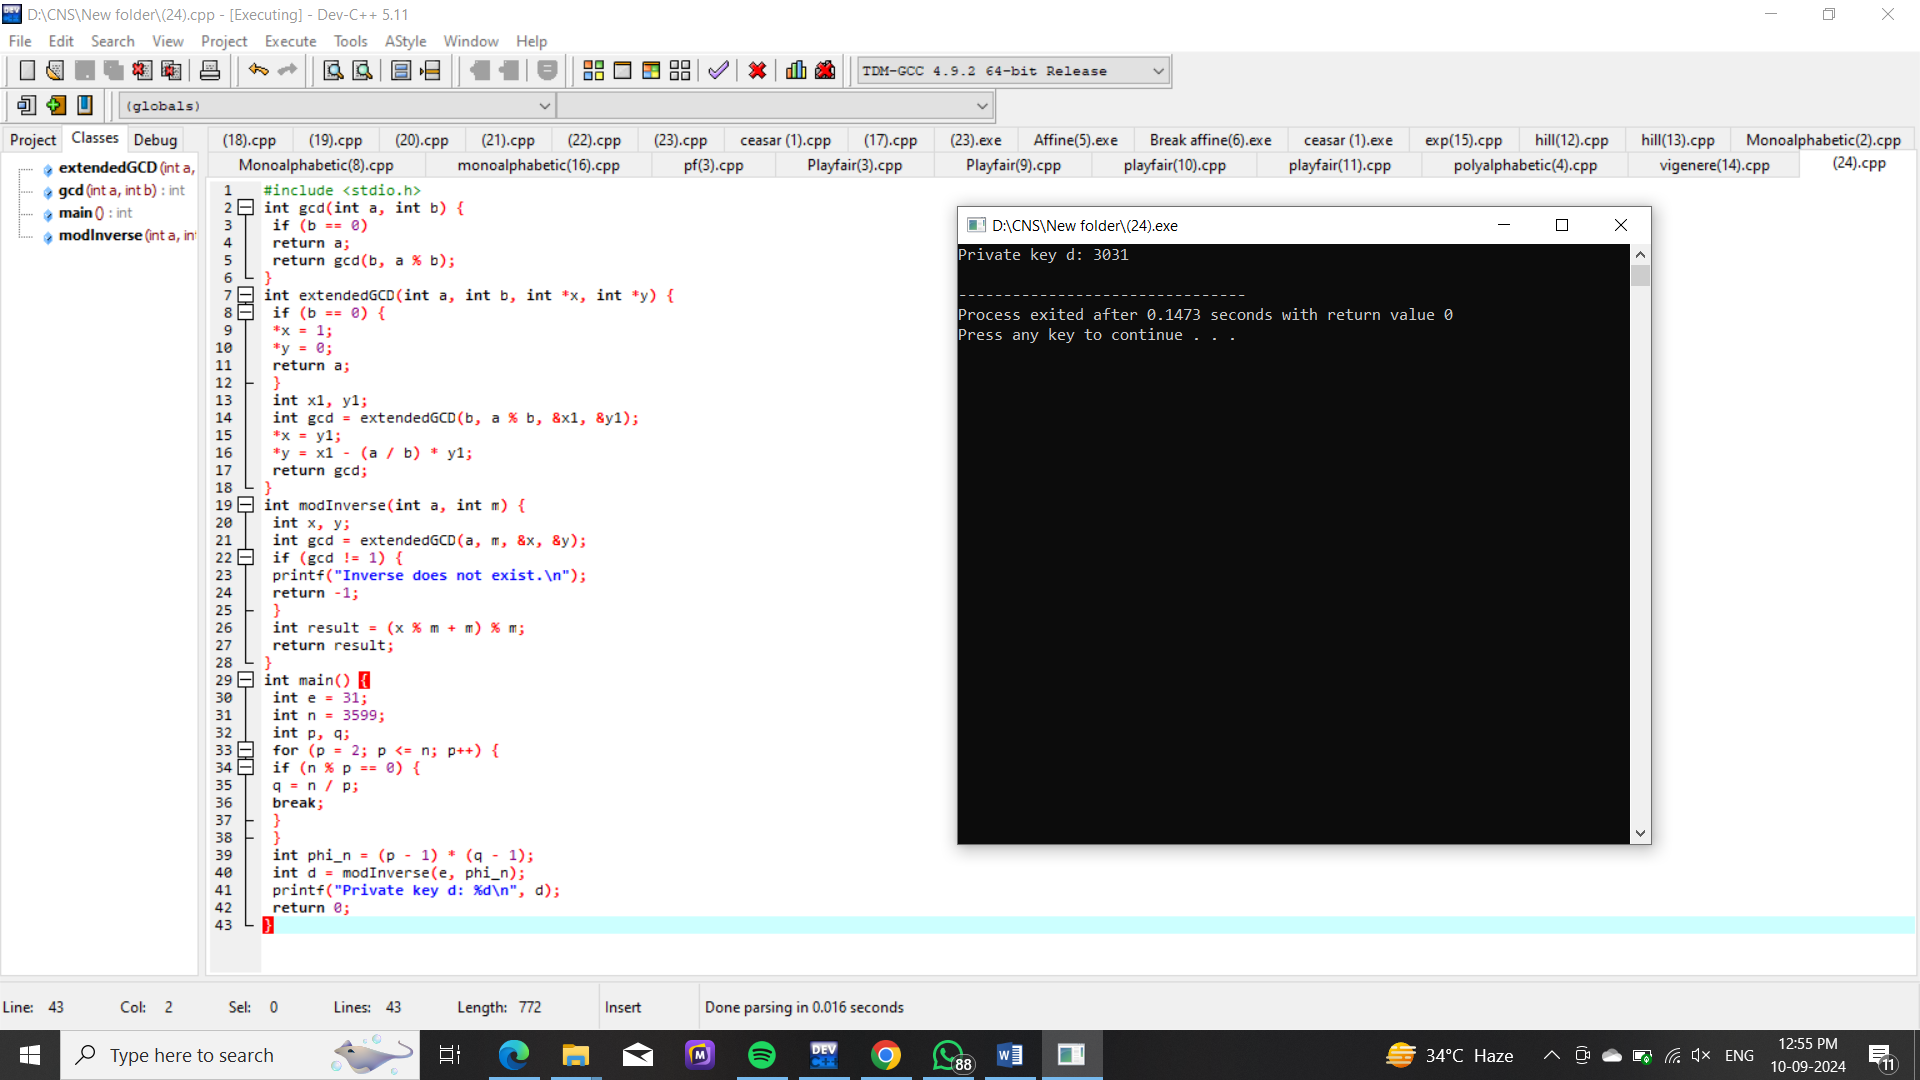 D:\CNS\New folder\(24).cpp - [Executing] - Dev-C++ 5.11
File Edit Search View Project Execute Tools AStyle Window Help
TDM-GCC 4.9.2 64-bit Release
(globals)
Project Classes Debug
(18).cpp (19).cpp (20).cpp (21).cpp (22).cpp (23).cpp ceasar (1).cpp (17).cpp (23).exe Affine(5).exe Break affine(6).exe ceasar (1).exe exp(15).cpp hill(12).cpp hill(13).cpp Monoalphabetic(2).cpp
Monoalphabetic(8).cpp monoalphabetic(16).cpp pf(3).cpp Playfair(3).cpp Playfair(9).cpp playfair(10).cpp playfair(11).cpp polyalphabetic(4).cpp vigenere(14).cpp (24).cpp
extendedGCD (int a,
gcd (int a, int b) : int
main () : int
modInverse (int a, in
1 #include <stdio.h>
2 int gcd(int a, int b) {
3 if (b == 0)
4 return a;
5 return gcd(b, a % b);
6 }
7 int extendedGCD(int a, int b, int *x, int *y) {
8 if (b == 0) {
9 *x = 1;
10 *y = 0;
11 return a;
12 }
13 int x1, y1;
14 int gcd = extendedGCD(b, a % b, &x1, &y1);
15 *x = y1;
16 *y = x1 - (a / b) * y1;
17 return gcd;
18 }
19 int modInverse(int a, int m) {
20 int x, y;
21 int gcd = extendedGCD(a, m, &x, &y);
22 if (gcd != 1) {
23 printf("Inverse does not exist.\n");
24 return -1;
25 }
26 int result = (x % m + m) % m;
27 return result;
28 }
29 int main() {
30 int e = 31;
31 int n = 3599;
32 int p, q;
33 for (p = 2; p <= n; p++) {
34 if (n % p == 0) {
35 q = n / p;
36 break;
37 }
38 }
39 int phi_n = (p - 1) * (q - 1);
40 int d = modInverse(e, phi_n);
41 printf("Private key d: %d\n", d);
42 return 0;
43 }
D:\CNS\New folder\(24).exe
Private key d: 3031
--------------------------------
Process exited after 0.1473 seconds with return value 0
Press any key to continue . . .
Line: 43 Col: 2 Sel: 0 Lines: 43 Length: 772 Insert Done parsing in 0.016 seconds
Type here to search
DEV
C++
88
34°C Haze
ENG
12:55 PM
10-09-2024
11